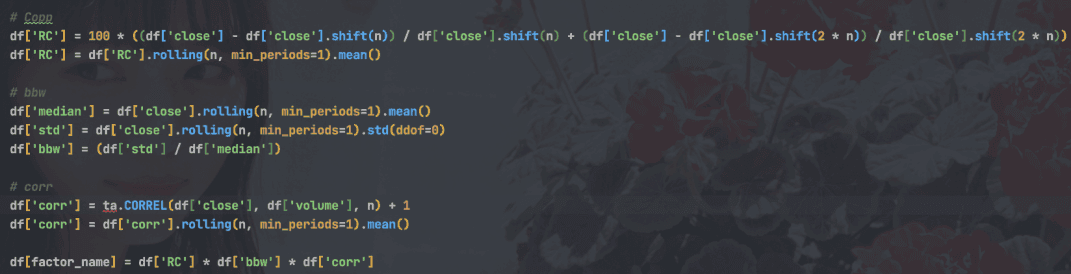 # Copp
df['RC'] = 100 * ((df['close'] - df['close'].shift(n)) / df['close'].shift(n) + (df['close'] - df['close'].shift(2 * n)) / df['close'].shift(2 * n))
df['RC'] = df['RC'].rolling(n, min_periods=1).mean()
# bbw
df['median'] = df['close'].rolling(n, min_periods=1).mean()
df['std'] = df['close'].rolling(n, min_periods=1).std(ddof=0)
df['bbw'] = (df['std'] / df['median'])
# corr
df['corr'] = ta.CORREL(df['close'], df['volume'], n) + 1
df['corr'] = df['corr'].rolling(n, min_periods=1).mean()
df[factor_name] = df['RC'] * df['bbw'] * df['corr']